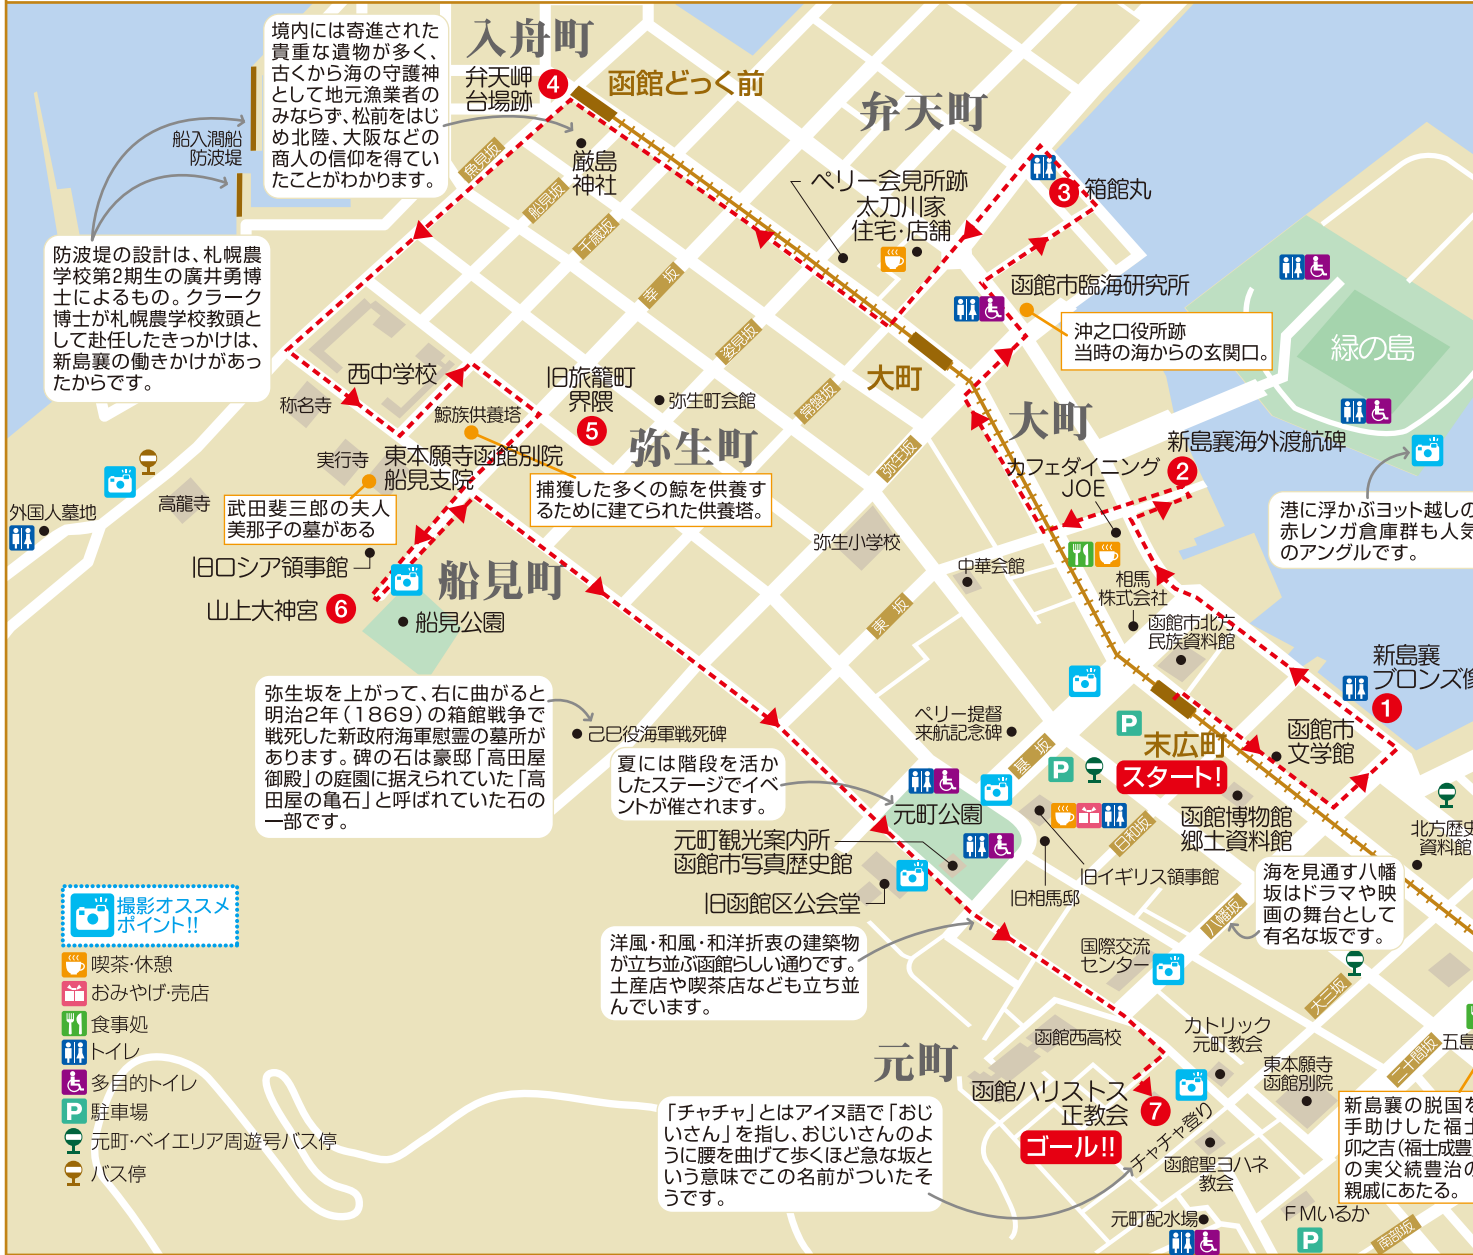 境内には寄進された
貴重な遺物が多く、
古くから海の守護神
として地元漁業者の
みならず、松前をはじ
め北陸、大阪などの
商人の信仰を得てい
たことがわかります。
入舟町
弁天岬
台場跡
4
函館どっく前
弁天町
船入澗船
防波堤
魚見坂
船見坂
千歳坂
厳島
神社
ペリー会見所跡
太刀川家
住宅・店舗
3
箱館丸
防波堤の設計は、札幌農
学校第2期生の廣井勇博
士によるもの。クラーク
博士が札幌農学校教頭と
して赴任したきっかけは、
新島襄の働きかけがあっ
たからです。
幸坂
姿見坂
常盤坂
弥生坂
函館市臨海研究所
沖之口役所跡
当時の海からの玄関口。
緑の島
大町
大町
西中学校
称名寺
鯨族供養塔
旧旅籠町
界隈
5
弥生町会館
弥生町
実行寺
東本願寺函館別院
船見支院
高龍寺
外国人墓地
武田斐三郎の夫人
美那子の墓がある
捕獲した多くの鯨を供養す
るために建てられた供養塔。
新島襄海外渡航碑
2
カフェダイニング
JOE
港に浮かぶヨット越しの
赤レンガ倉庫群も人気
のアングルです。
弥生小学校
中華会館
旧ロシア領事館
船見町
山上大神宮
6
船見公園
東坂
相馬
株式会社
函館市北方
民族資料館
新島襄
ブロンズ像
1
弥生坂を上がって、右に曲がると
明治2年(1869)の箱館戦争で
戦死した新政府海軍慰霊の墓所が
あります。碑の石は豪邸「高田屋
御殿」の庭園に据えられていた「高
田屋の亀石」と呼ばれていた石の
一部です。
己巳役海軍戦死碑
ペリー提督
来航記念碑
基坂
P
P
末広町
スタート!
函館市
文学館
夏には階段を活か
したステージでイベ
ントが催されます。
元町公園
函館博物館
郷土資料館
北方歴史
資料館
元町観光案内所
函館市写真歴史館
日和坂
旧イギリス領事館
旧相馬邸
旧函館区公会堂
海を見通す八幡
坂はドラマや映
画の舞台として
有名な坂です。
八幡坂
大三坂
二十間坂
撮影オススメ
ポイント!!
喫茶・休憩
おみやげ・売店
食事処
トイレ
多目的トイレ
P
駐車場
元町・ベイエリア周遊号バス停
バス停
洋風・和風・和洋折衷の建築物
が立ち並ぶ函館らしい通りです。
土産店や喫茶店なども立ち並
んでいます。
国際交流
センター
函館西高校
カトリック
元町教会
五島
東本願寺
函館別院
元町
函館ハリストス
正教会
7
ゴール!!
チャチャ登り
函館聖ヨハネ
教会
「チャチャ」とはアイヌ語で「おじ
いさん」を指し、おじいさんのよ
うに腰を曲げて歩くほど急な坂と
いう意味でこの名前がついたそ
うです。
新島襄の脱国を
手助けした福士
卯之吉(福士成豊)
の実父続豊治の
親戚にあたる。
元町配水場
FMいるか
P
南部坂